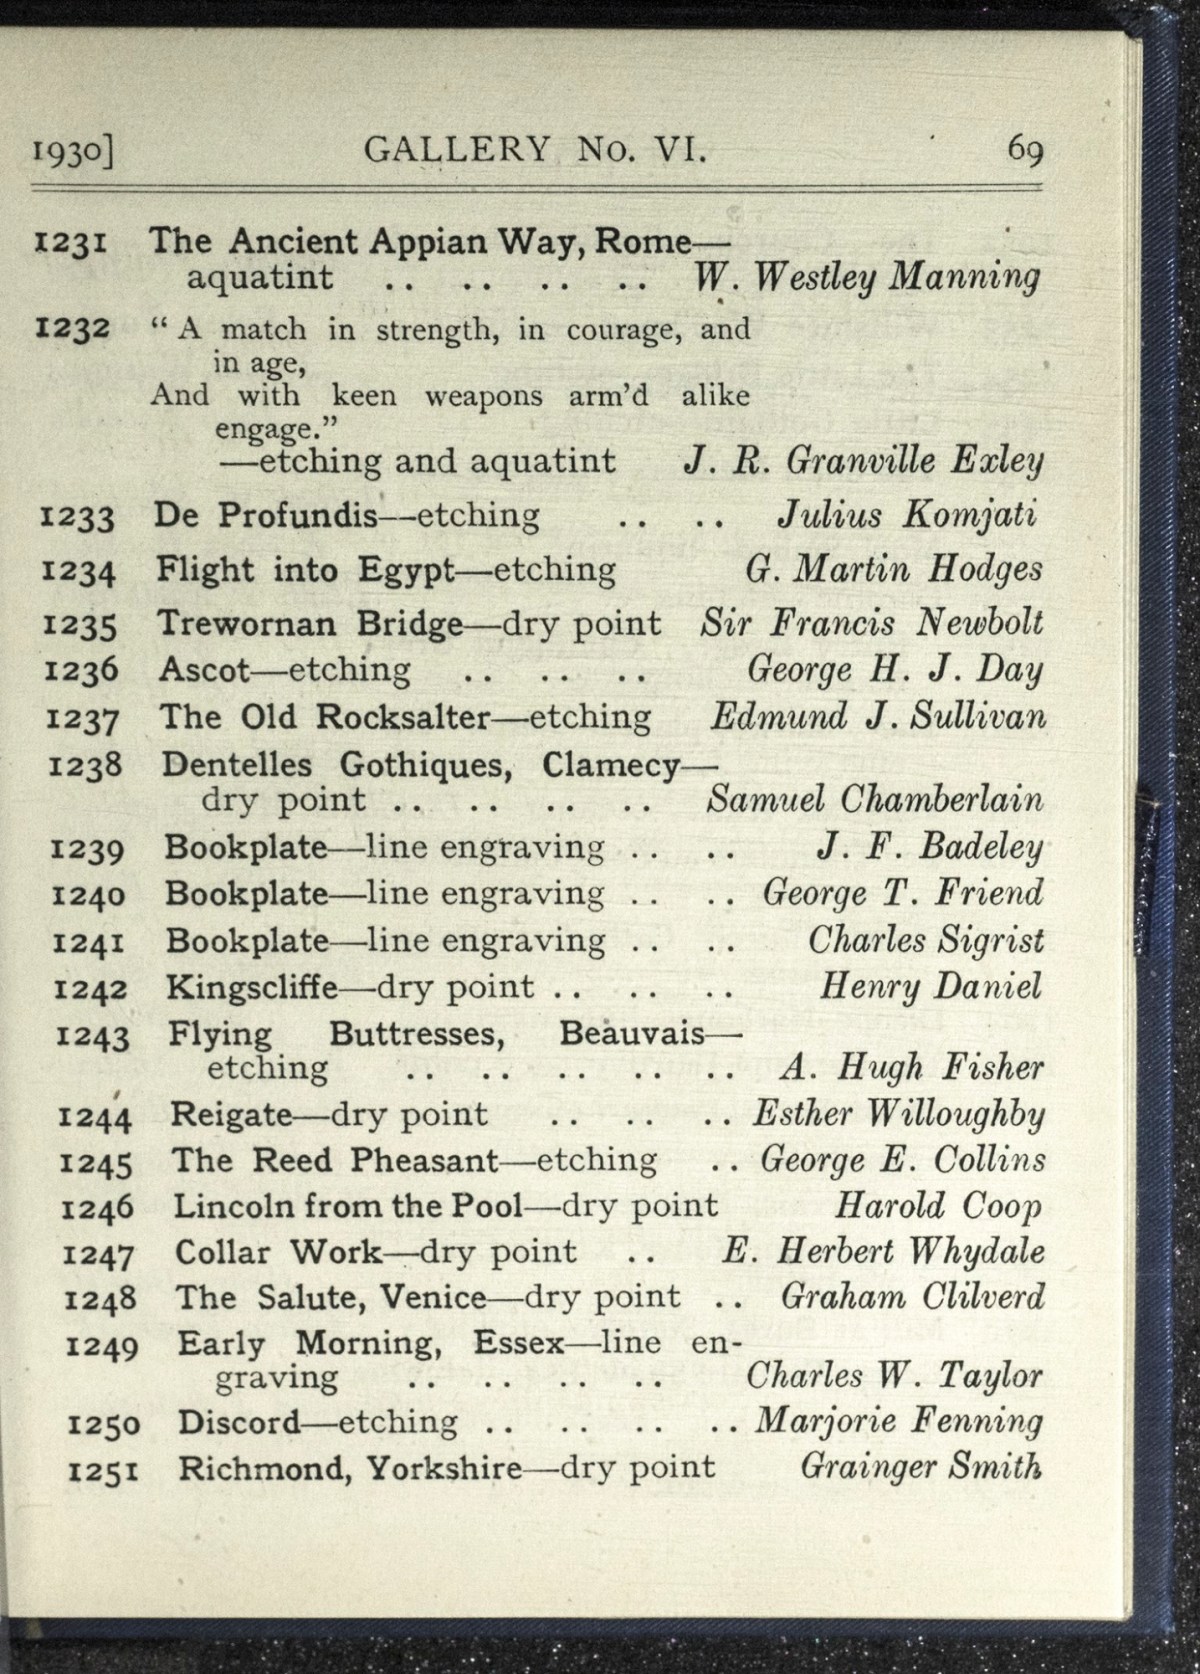 1930] GALLERY No. VI. 69
1231 The Ancient Appian Way, Rome—
aquatint .. .. .. .. W. Westley Manning
1232 “ A match in strength, in courage, and
in age,
And with keen weapons arm’d alike
engage.”
—etching and aquatint J. R. Granville Exley
1233 De Profundis—etching .. .. Julius Komjati
1234 Flight into Egypt—etching G. Martin Hodges
1235 Trewornan Bridge—dry point Sir Francis Newbolt
1236 Ascot—etching .. .. .. George H. J. Day
1237 The Old Rocksalter—etching Edmund J. Sullivan
1238 Dentelles Gothiques, Clamecy—
dry point .. .. .. .. Samuel Chamberlain
1239 Bookplate—line engraving .. .. J. F. Badeley
1240 Bookplate—line engraving .. .. George T. Friend
1241 Bookplate—line engraving .. .. Charles Sigrist
1242 Kingscliffe—dry point .. .. .. Henry Daniel
1243 Flying Buttresses, Beauvais—
etching .. .. .. .. .. A. Hugh Fisher
1244 Reigate—dry point .. .. .. Esther Willoughby
1245 The Reed Pheasant—etching .. George E. Collins
1246 Lincoln from the Pool—dry point Harold Coop
1247 Collar Work—dry point .. E. Herbert Whydale
1248 The Salute, Venice—dry point .. Graham Clilverd
1249 Early Morning, Essex—line en-
graving .. .. .. .. Charles W. Taylor
1250 Discord—etching .. .. .. .. Marjorie Fenning
1251 Richmond, Yorkshire—dry point Grainger Smith